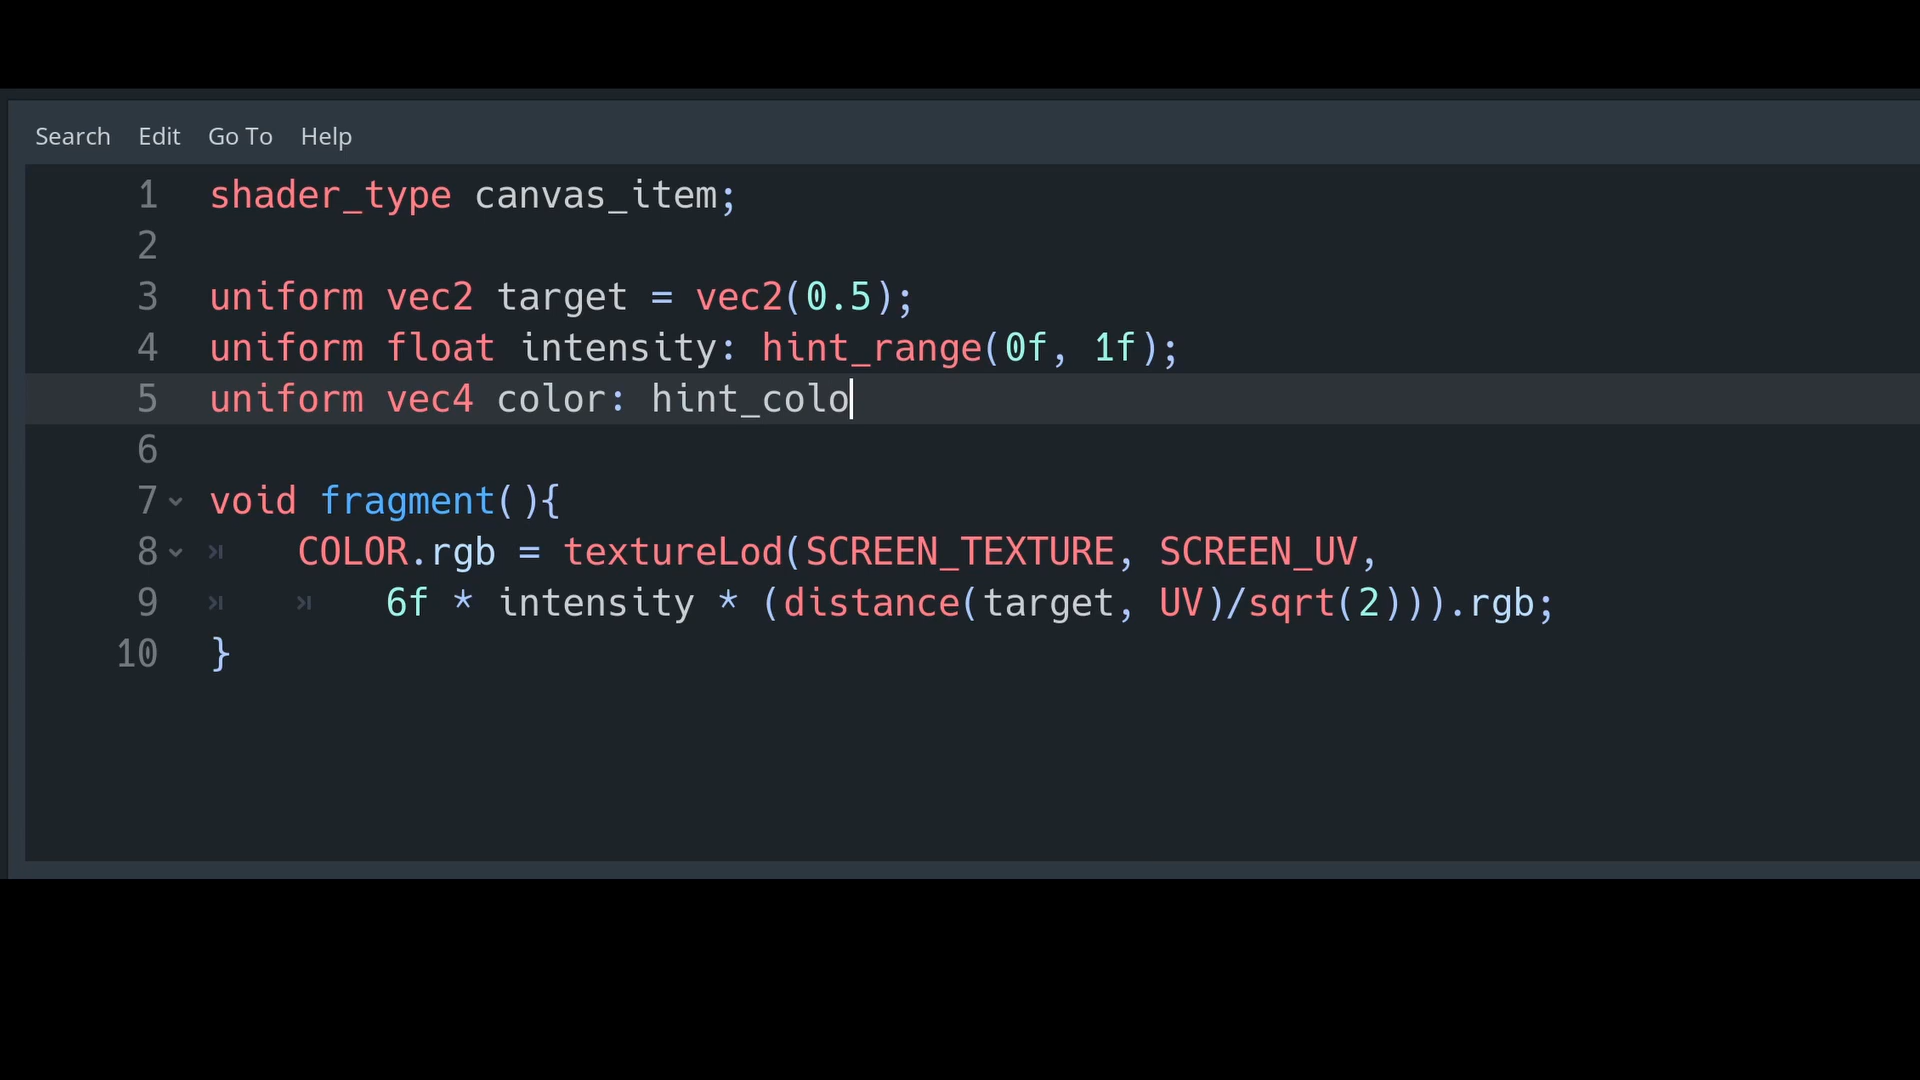 Search Edit Go To Help
1 shader_type canvas_item;
2
3 uniform vec2 target = vec2(0.5);
4 uniform float intensity: hint_range(0f, 1f);
5 uniform vec4 color: hint_colo
6
7 void fragment(){
8 COLOR.rgb = textureLod(SCREEN_TEXTURE, SCREEN_UV,
9 6f * intensity * (distance(target, UV)/sqrt(2))).rgb;
10 }